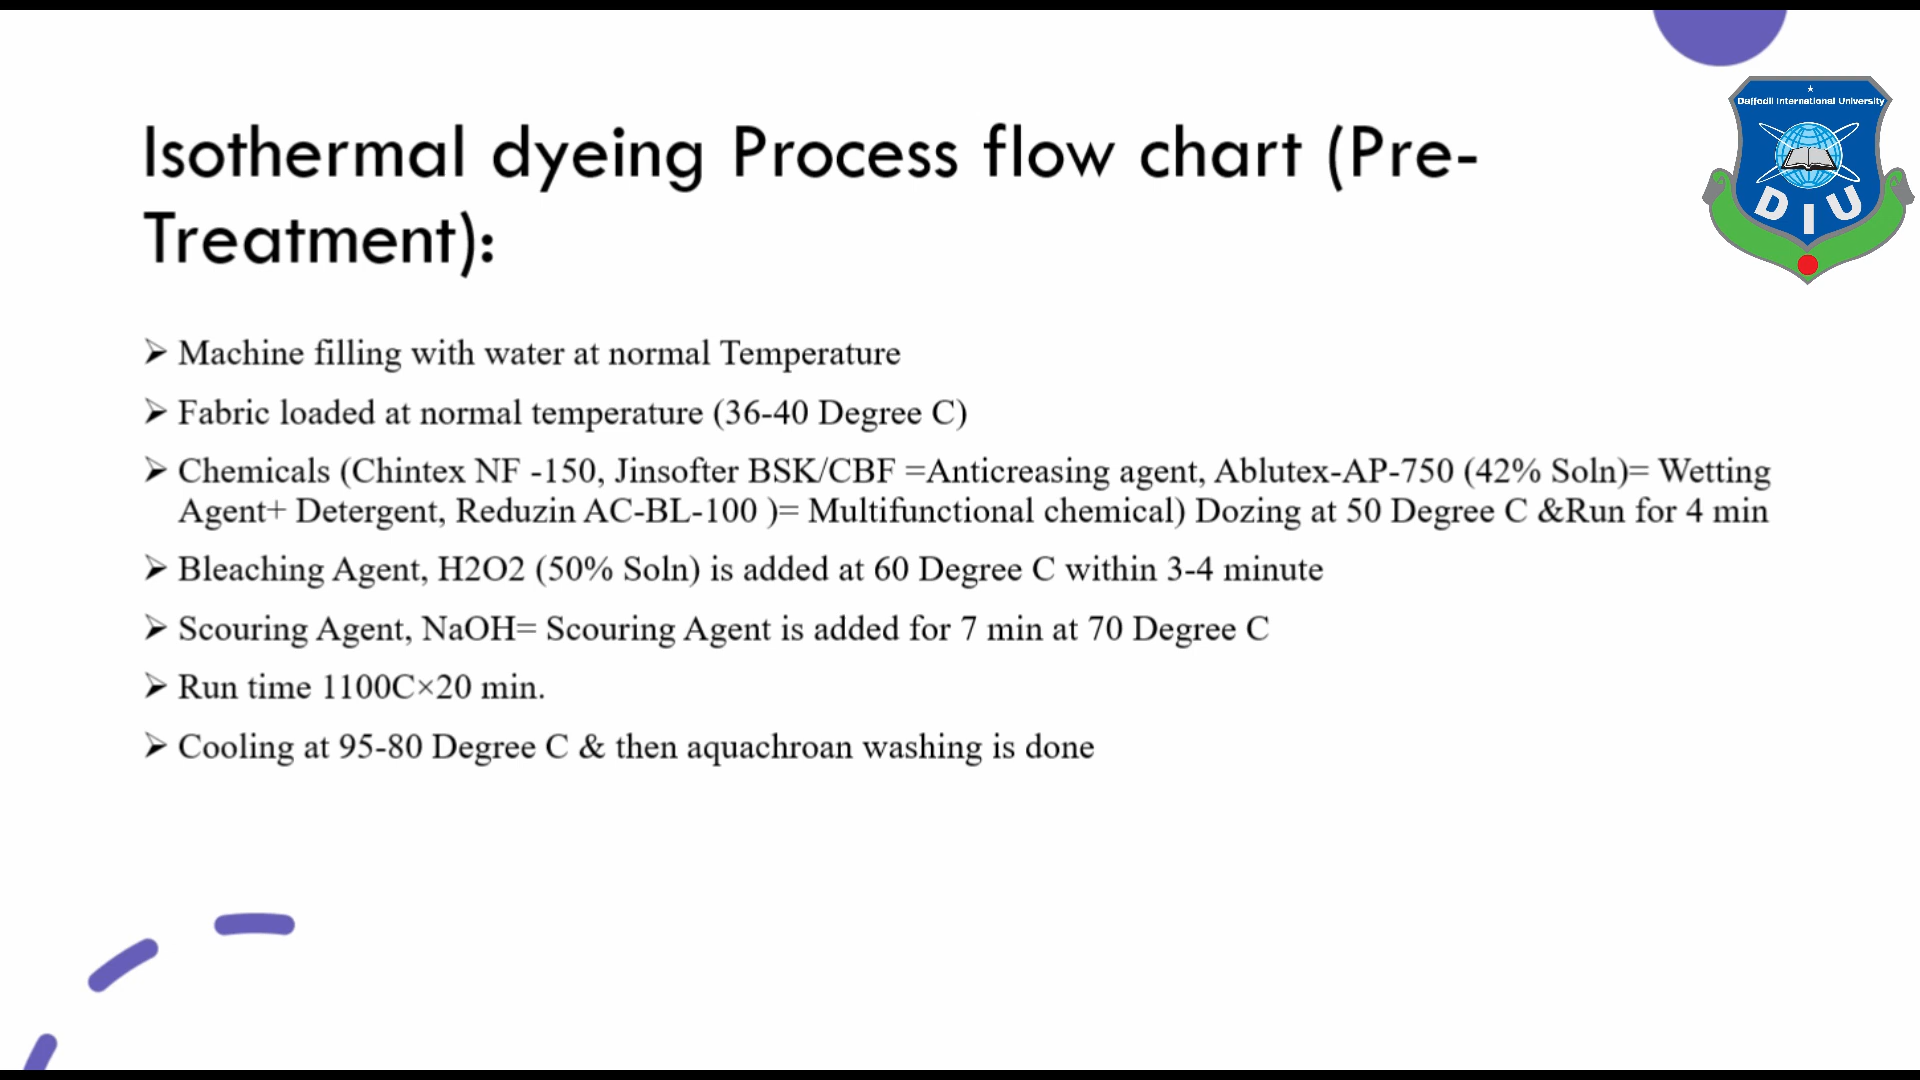 Daffodil International University
D I U
Isothermal dyeing Process flow chart (Pre-
Treatment):
➢ Machine filling with water at normal Temperature
➢ Fabric loaded at normal temperature (36-40 Degree C)
➢ Chemicals (Chintex NF -150, Jinsofter BSK/CBF =Anticreasing agent, Ablutex-AP-750 (42% Soln)= Wetting
Agent+ Detergent, Reduzin AC-BL-100 )= Multifunctional chemical) Dozing at 50 Degree C &Run for 4 min
➢ Bleaching Agent, H2O2 (50% Soln) is added at 60 Degree C within 3-4 minute
➢ Scouring Agent, NaOH= Scouring Agent is added for 7 min at 70 Degree C
➢ Run time 1100C×20 min.
➢ Cooling at 95-80 Degree C & then aquachroan washing is done